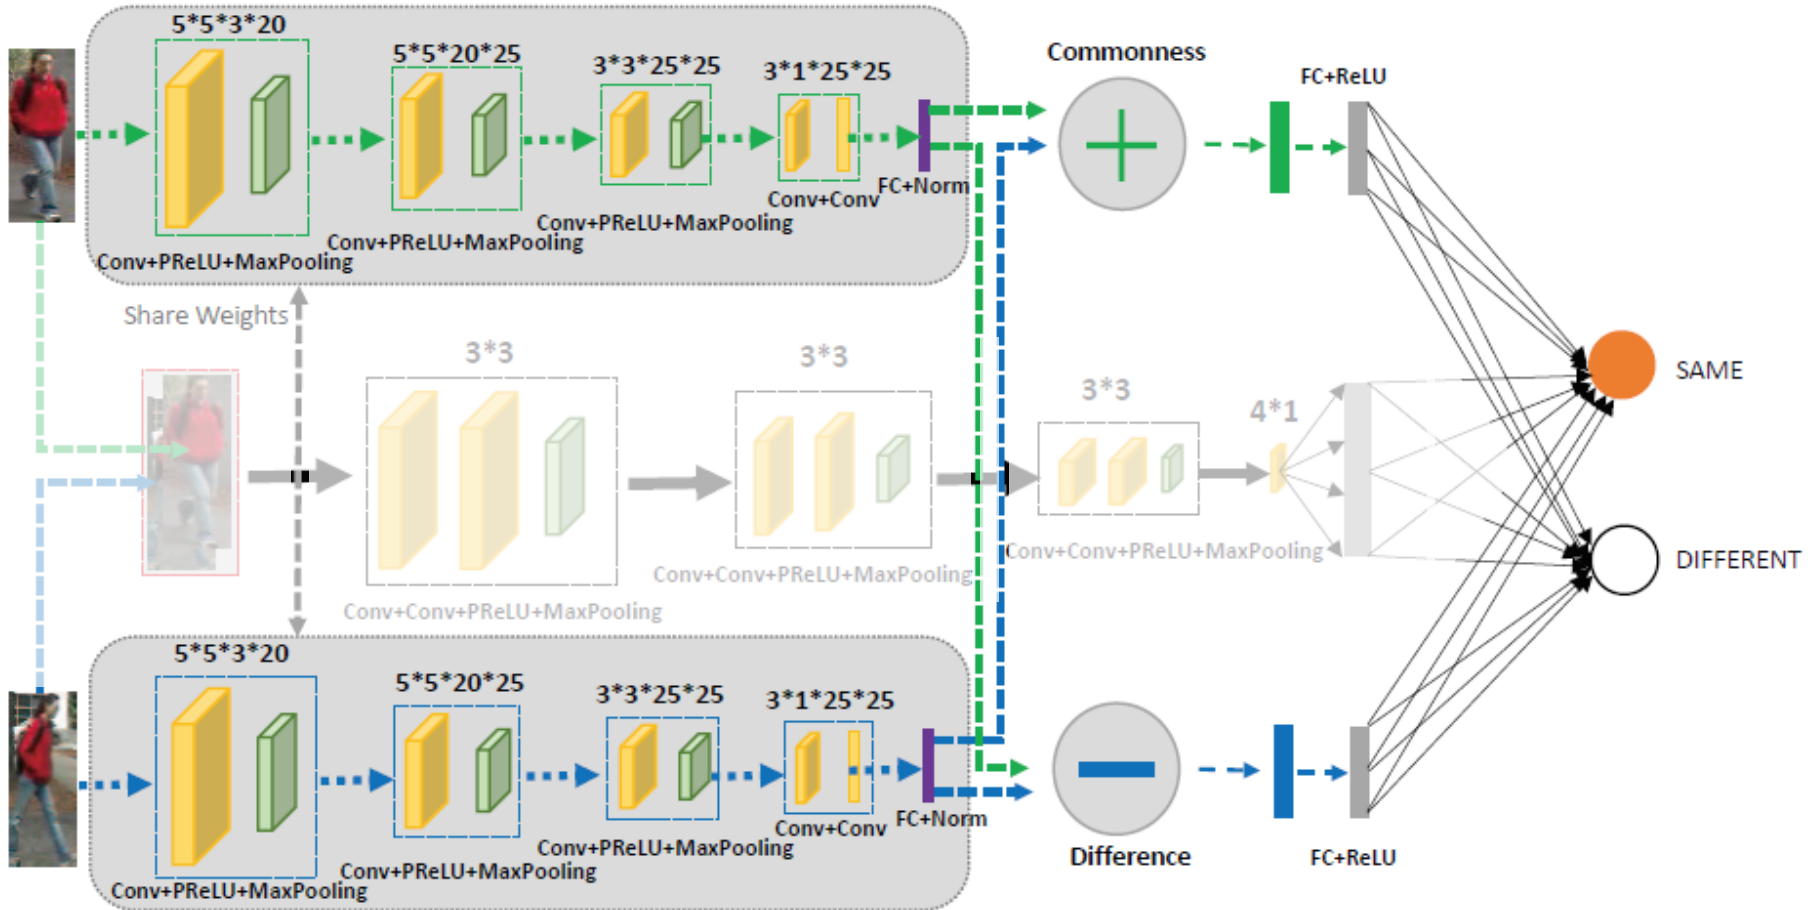 5*5*3*20
5*5*20*25
3*3*25*25
3*1*25*25
Commonness
FC+ReLU
FC+Norm
Conv+Conv
Conv+PReLU+MaxPooling
Conv+PReLU+MaxPooling
Conv+PReLU+MaxPooling
Share Weights
3*3
3*3
3*3
4*1
SAME
DIFFERENT
Conv+Conv+PReLU+MaxPooling
Conv+Conv+PReLU+MaxPooling
Conv+Conv+PReLU+MaxPooling
5*5*3*20
5*5*20*25
3*3*25*25
3*1*25*25
FC+Norm
Conv+Conv
Conv+PReLU+MaxPooling
Conv+PReLU+MaxPooling
Conv+PReLU+MaxPooling
Difference
FC+ReLU